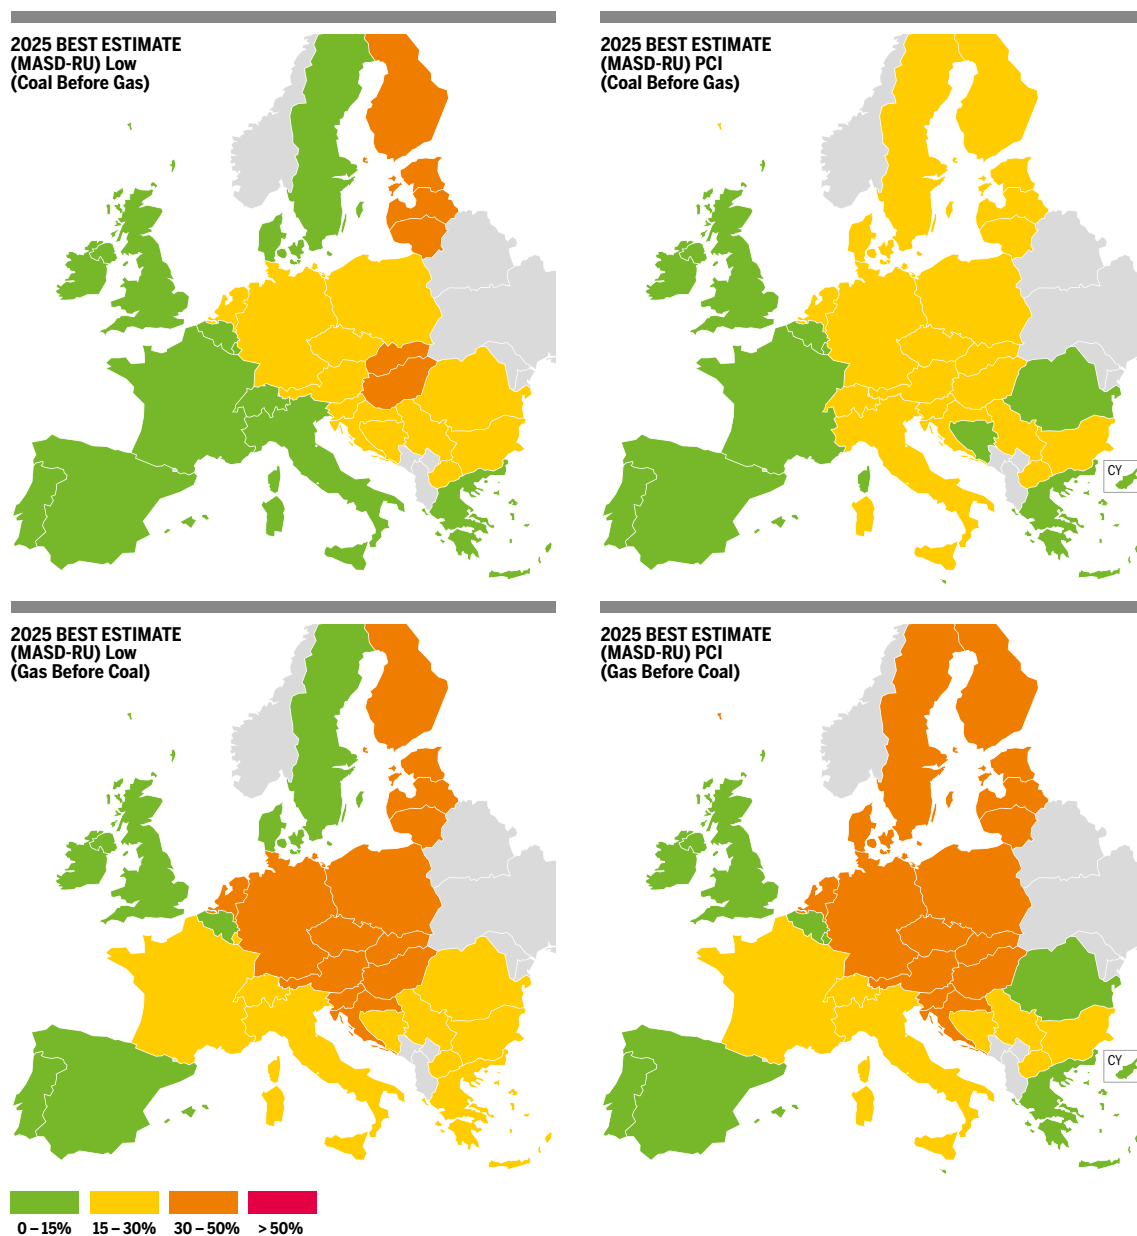 2025 BEST ESTIMATE
(MASD-RU) Low
(Coal Before Gas)
2025 BEST ESTIMATE
(MASD-RU) PCI
(Coal Before Gas)
CY
2025 BEST ESTIMATE
(MASD-RU) Low
(Gas Before Coal)
2025 BEST ESTIMATE
(MASD-RU) PCI
(Gas Before Coal)
CY
0 – 15% 15 – 30% 30 – 50% > 50%